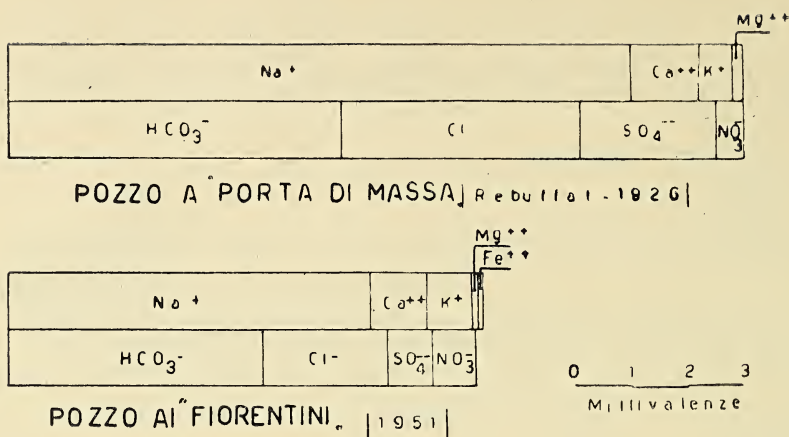 Mg++
Na+ Ca++ K+
HCO3- Cl SO4-- NO3-
POZZO A "PORTA DI MASSA„ |Rebuffat - 1926|
Mg++
Fe++
Na+ Ca++ K+
HCO3- Cl- SO4-- NO3-
0 1 2 3
Millivalenze
POZZO AI "FIORENTINI„ |1951|